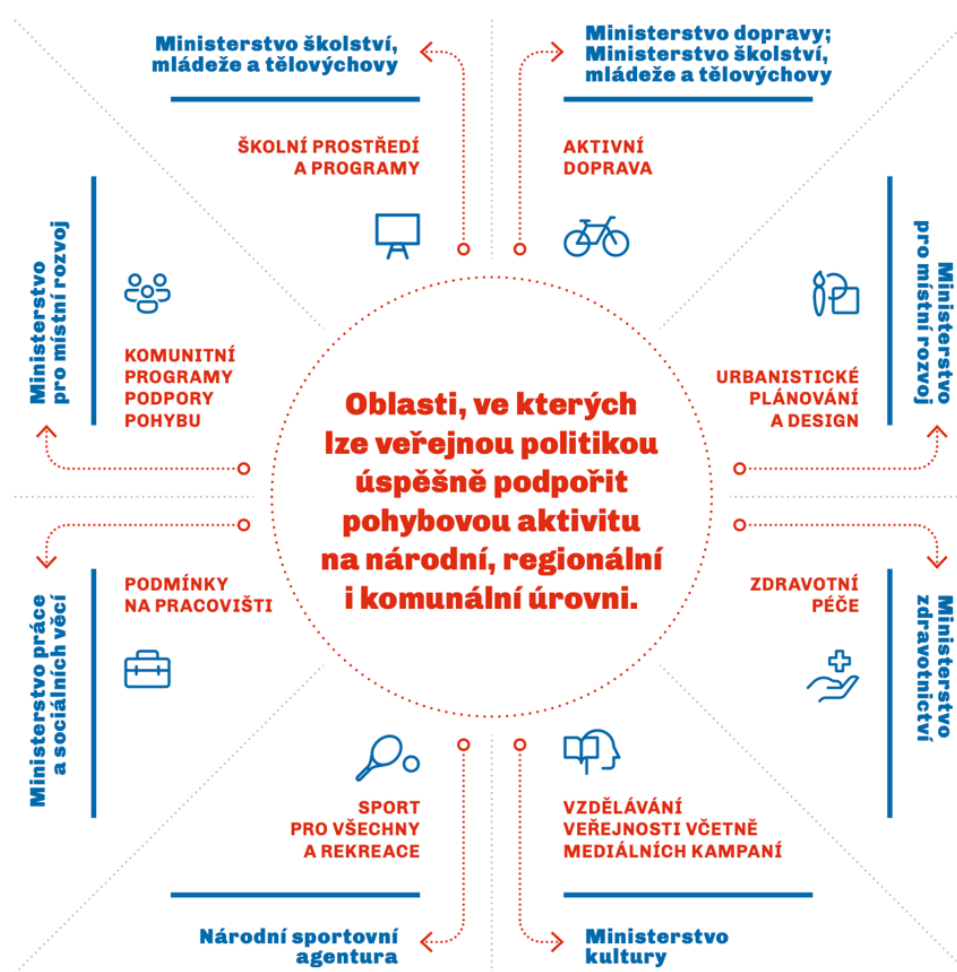 Ministerstvo školství,
mládeže a tělovýchovy
ŠKOLNÍ PROSTŘEDÍ
A PROGRAMY
Ministerstvo dopravy;
Ministerstvo školství,
mládeže a tělovýchovy
AKTIVNÍ
DOPRAVA
Ministerstvo
pro místní rozvoj
URBANISTICKÉ
PLÁNOVÁNÍ
A DESIGN
Ministerstvo
zdravotnictví
ZDRAVOTNÍ
PÉČE
VZDĚLÁVÁNÍ
VEŘEJNOSTI VČETNĚ
MEDIÁLNÍCH KAMPANÍ
Ministerstvo
kultury
SPORT
PRO VŠECHNY
A REKREACE
Národní sportovní
agentura
Ministerstvo práce
a sociálních věcí
PODMÍNKY
NA PRACOVIŠTI
Ministerstvo
pro místní rozvoj
KOMUNITNÍ
PROGRAMY
PODPORY
POHYBU
Oblasti, ve kterých
lze veřejnou politikou
úspěšně podpořit
pohybovou aktivitu
na národní, regionální
i komunální úrovni.